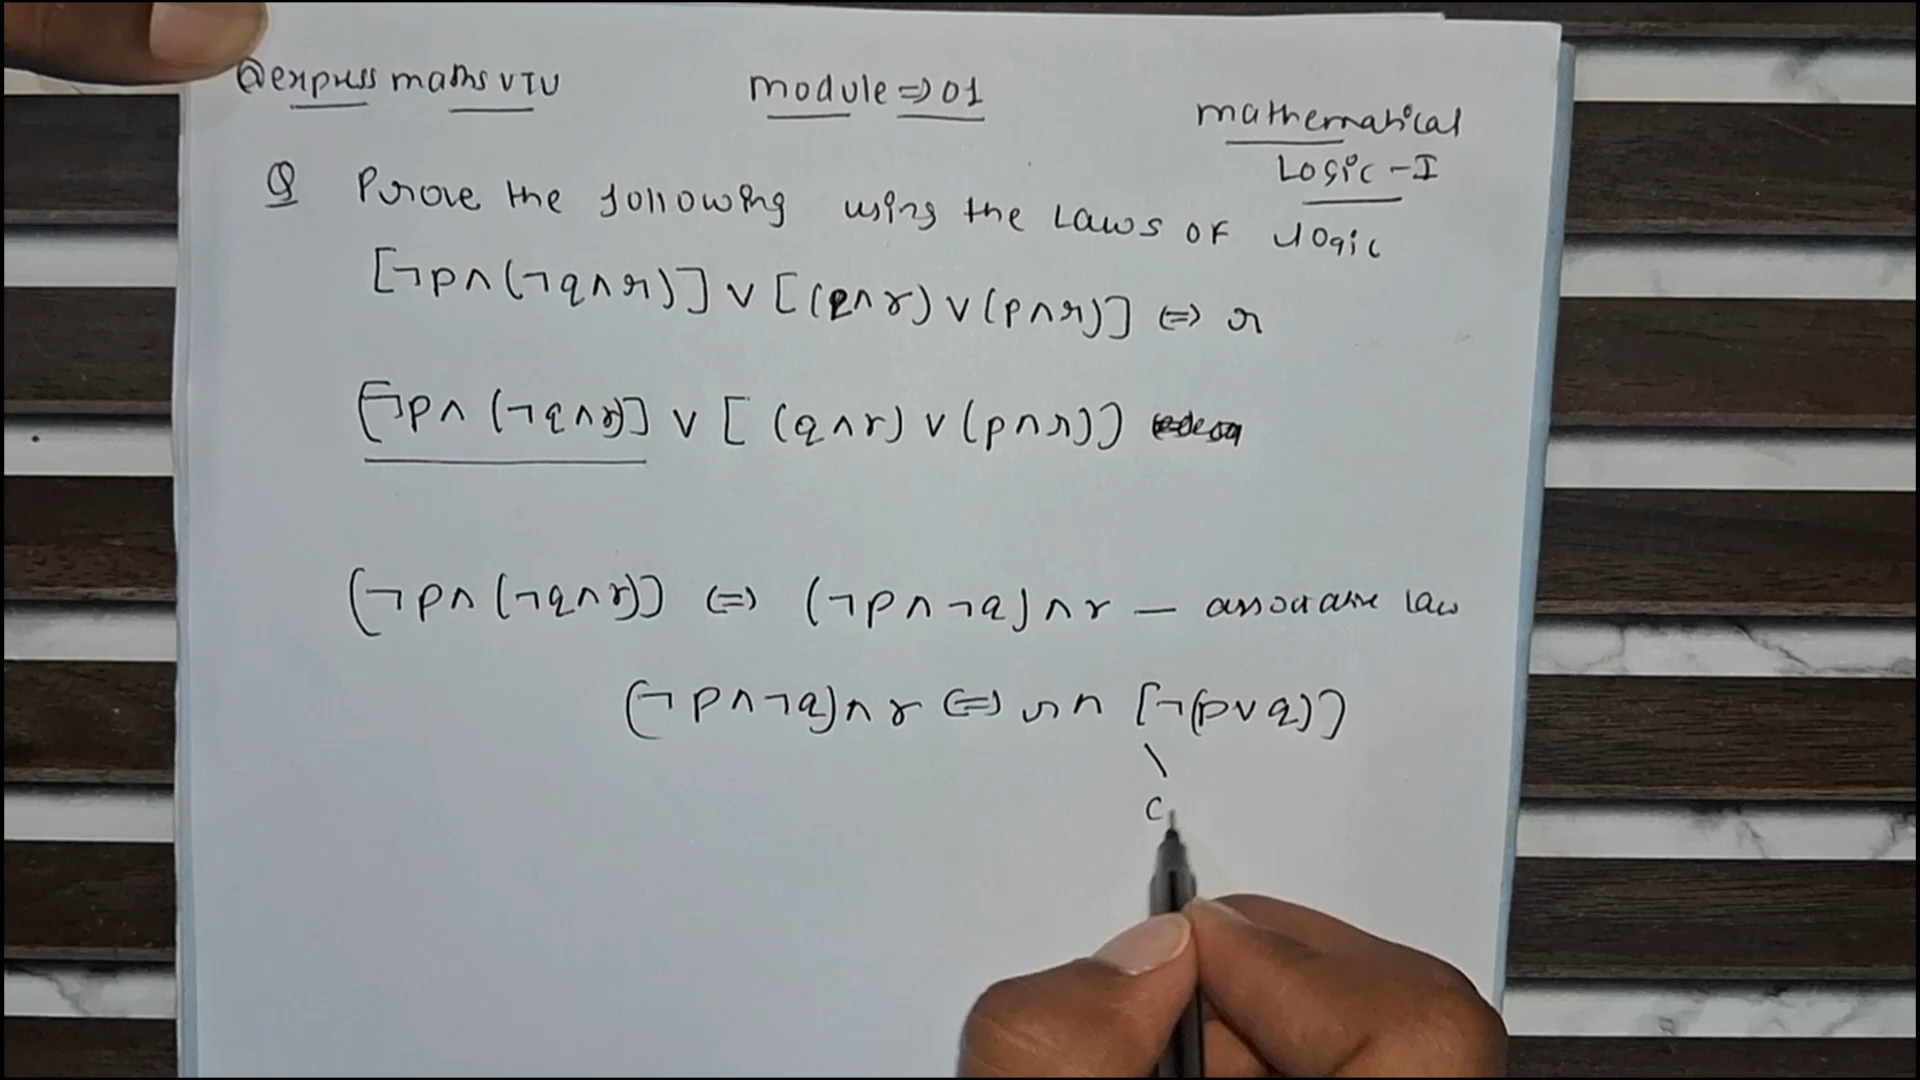 @express maths VTU
module => 01
mathematical
Logic - I
Q Prove the following using the Laws OF logic
[¬p∧(¬q∧r)] ∨ [(q∧r) ∨ (p∧r)] <=> r
[¬p∧ (¬q∧r)] ∨ [ (q∧r) ∨ (p∧r)]
(¬p∧ (¬q∧r)] <=> (¬p∧¬q)∧r — associative law
(¬p∧¬q)∧r <=> r∧ [¬(p∨q)]
C